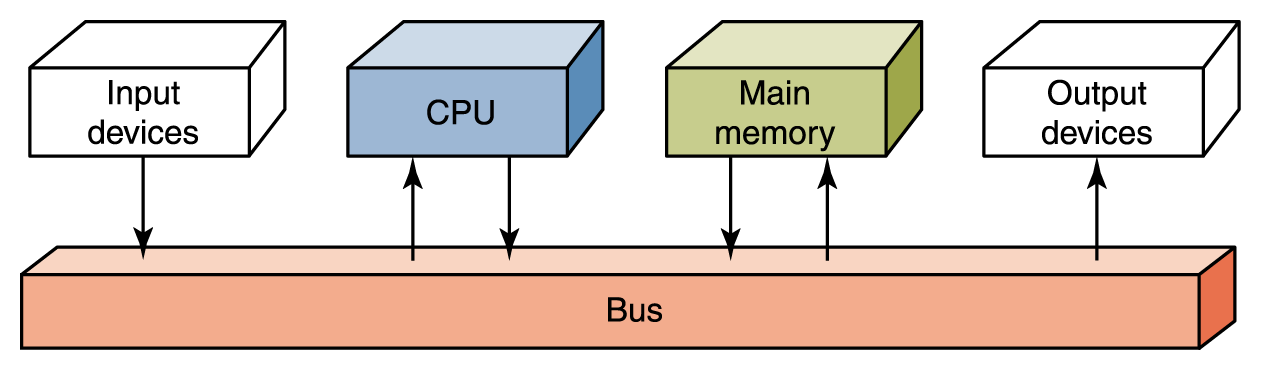 Input
devices
CPU
Main
memory
Output
devices
Bus